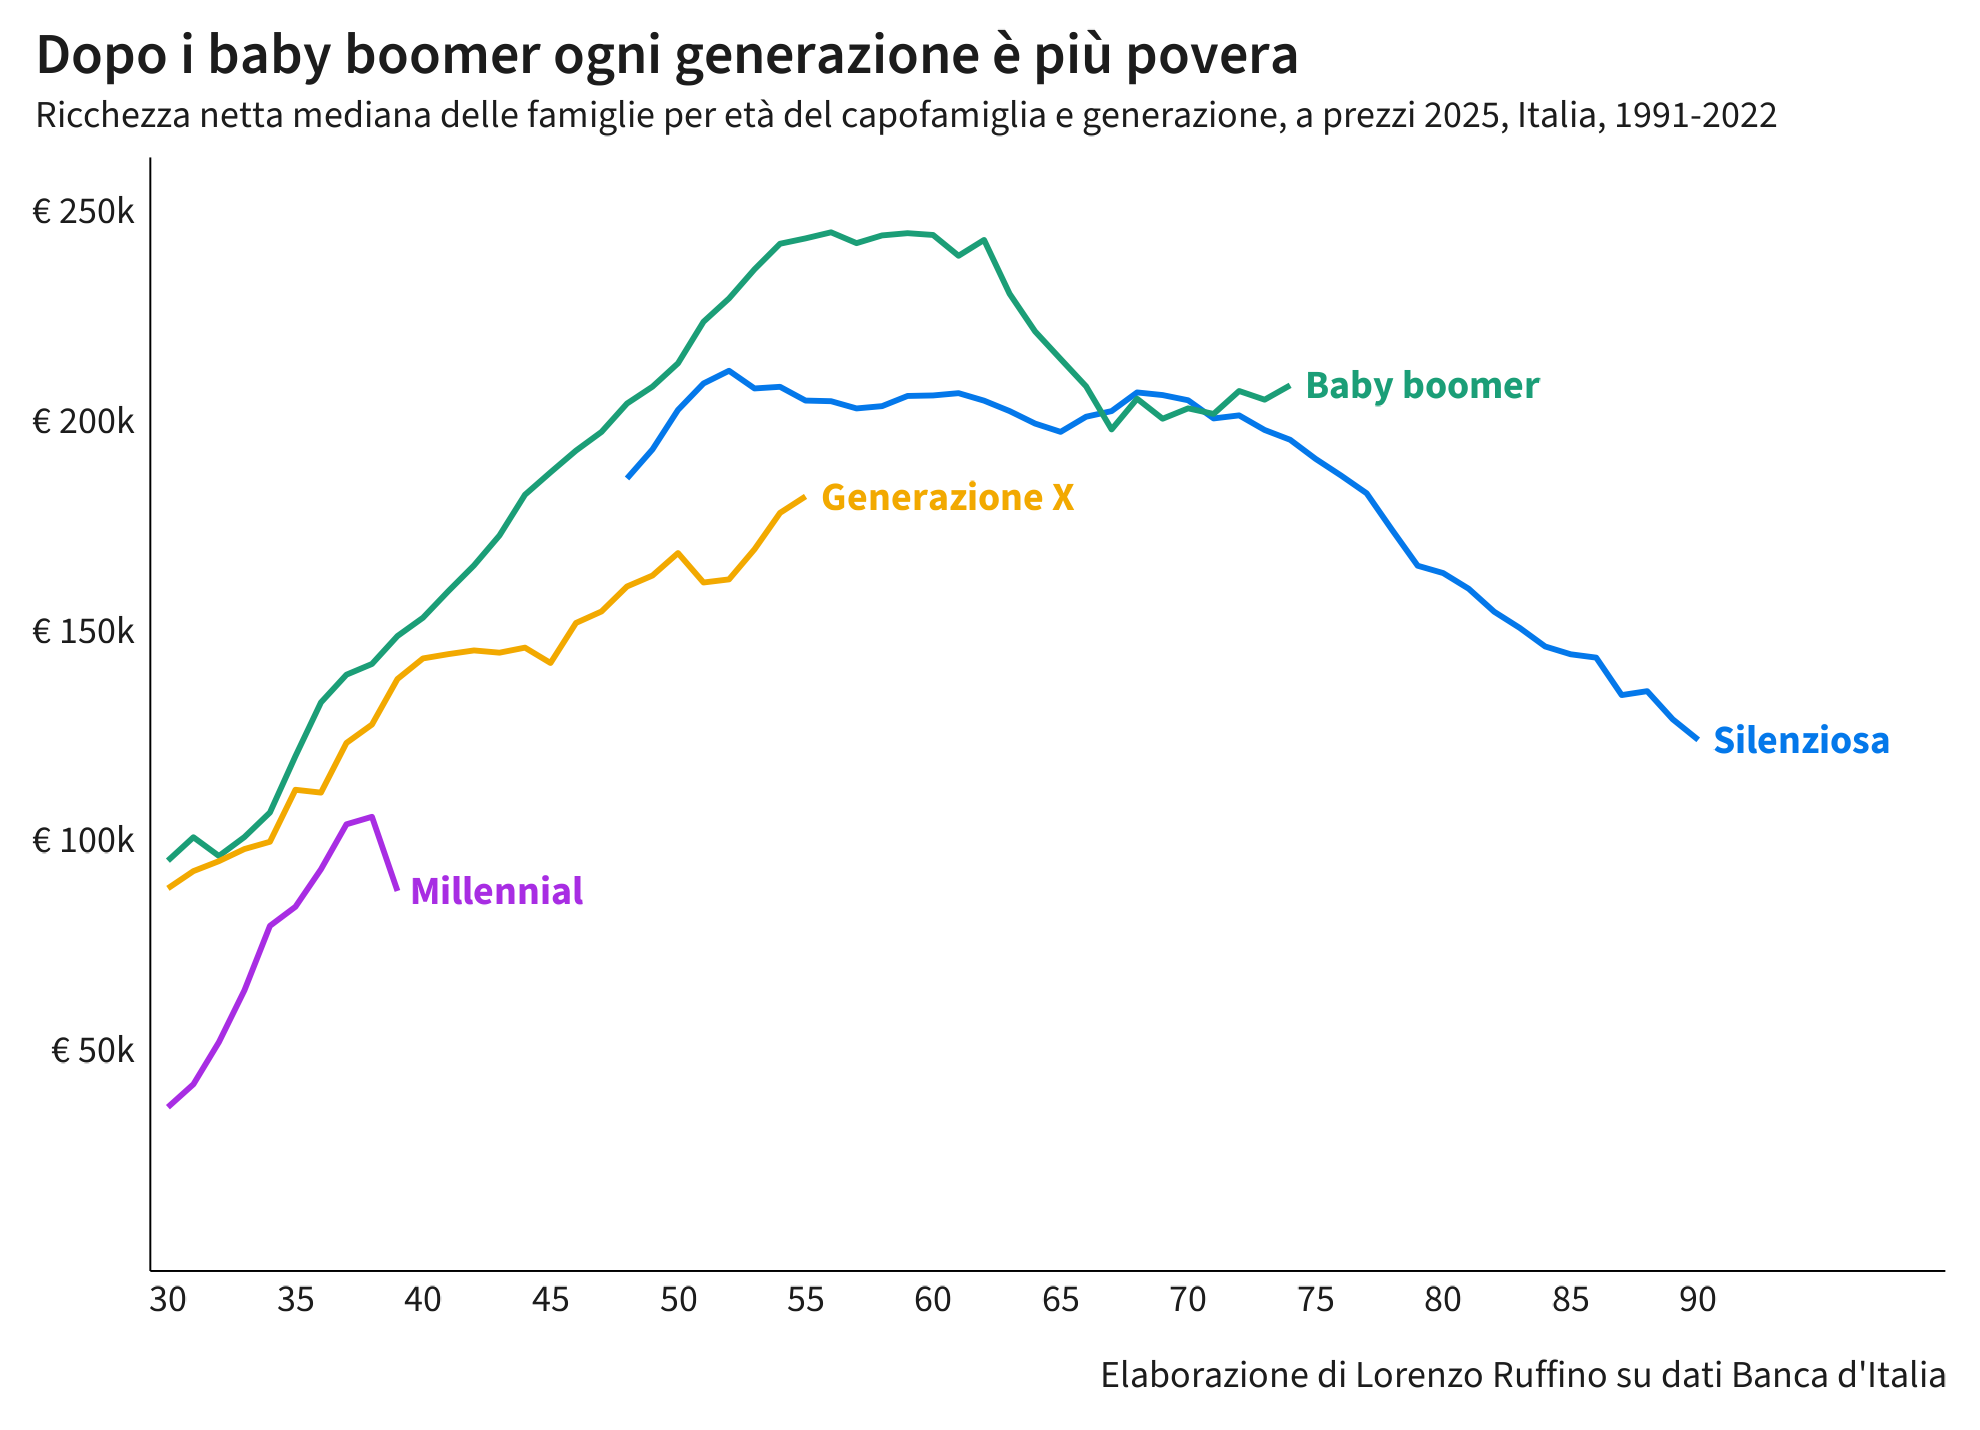 Dopo i baby boomer ogni generazione è più povera
Ricchezza netta mediana delle famiglie per età del capofamiglia e generazione, a prezzi 2025, Italia, 1991-2022
€ 250k
€ 200k
€ 150k
€ 100k
€ 50k
Baby boomer
Generazione X
Silenziosa
Millennial
30 35 40 45 50 55 60 65 70 75 80 85 90
Elaborazione di Lorenzo Ruffino su dati Banca d'Italia